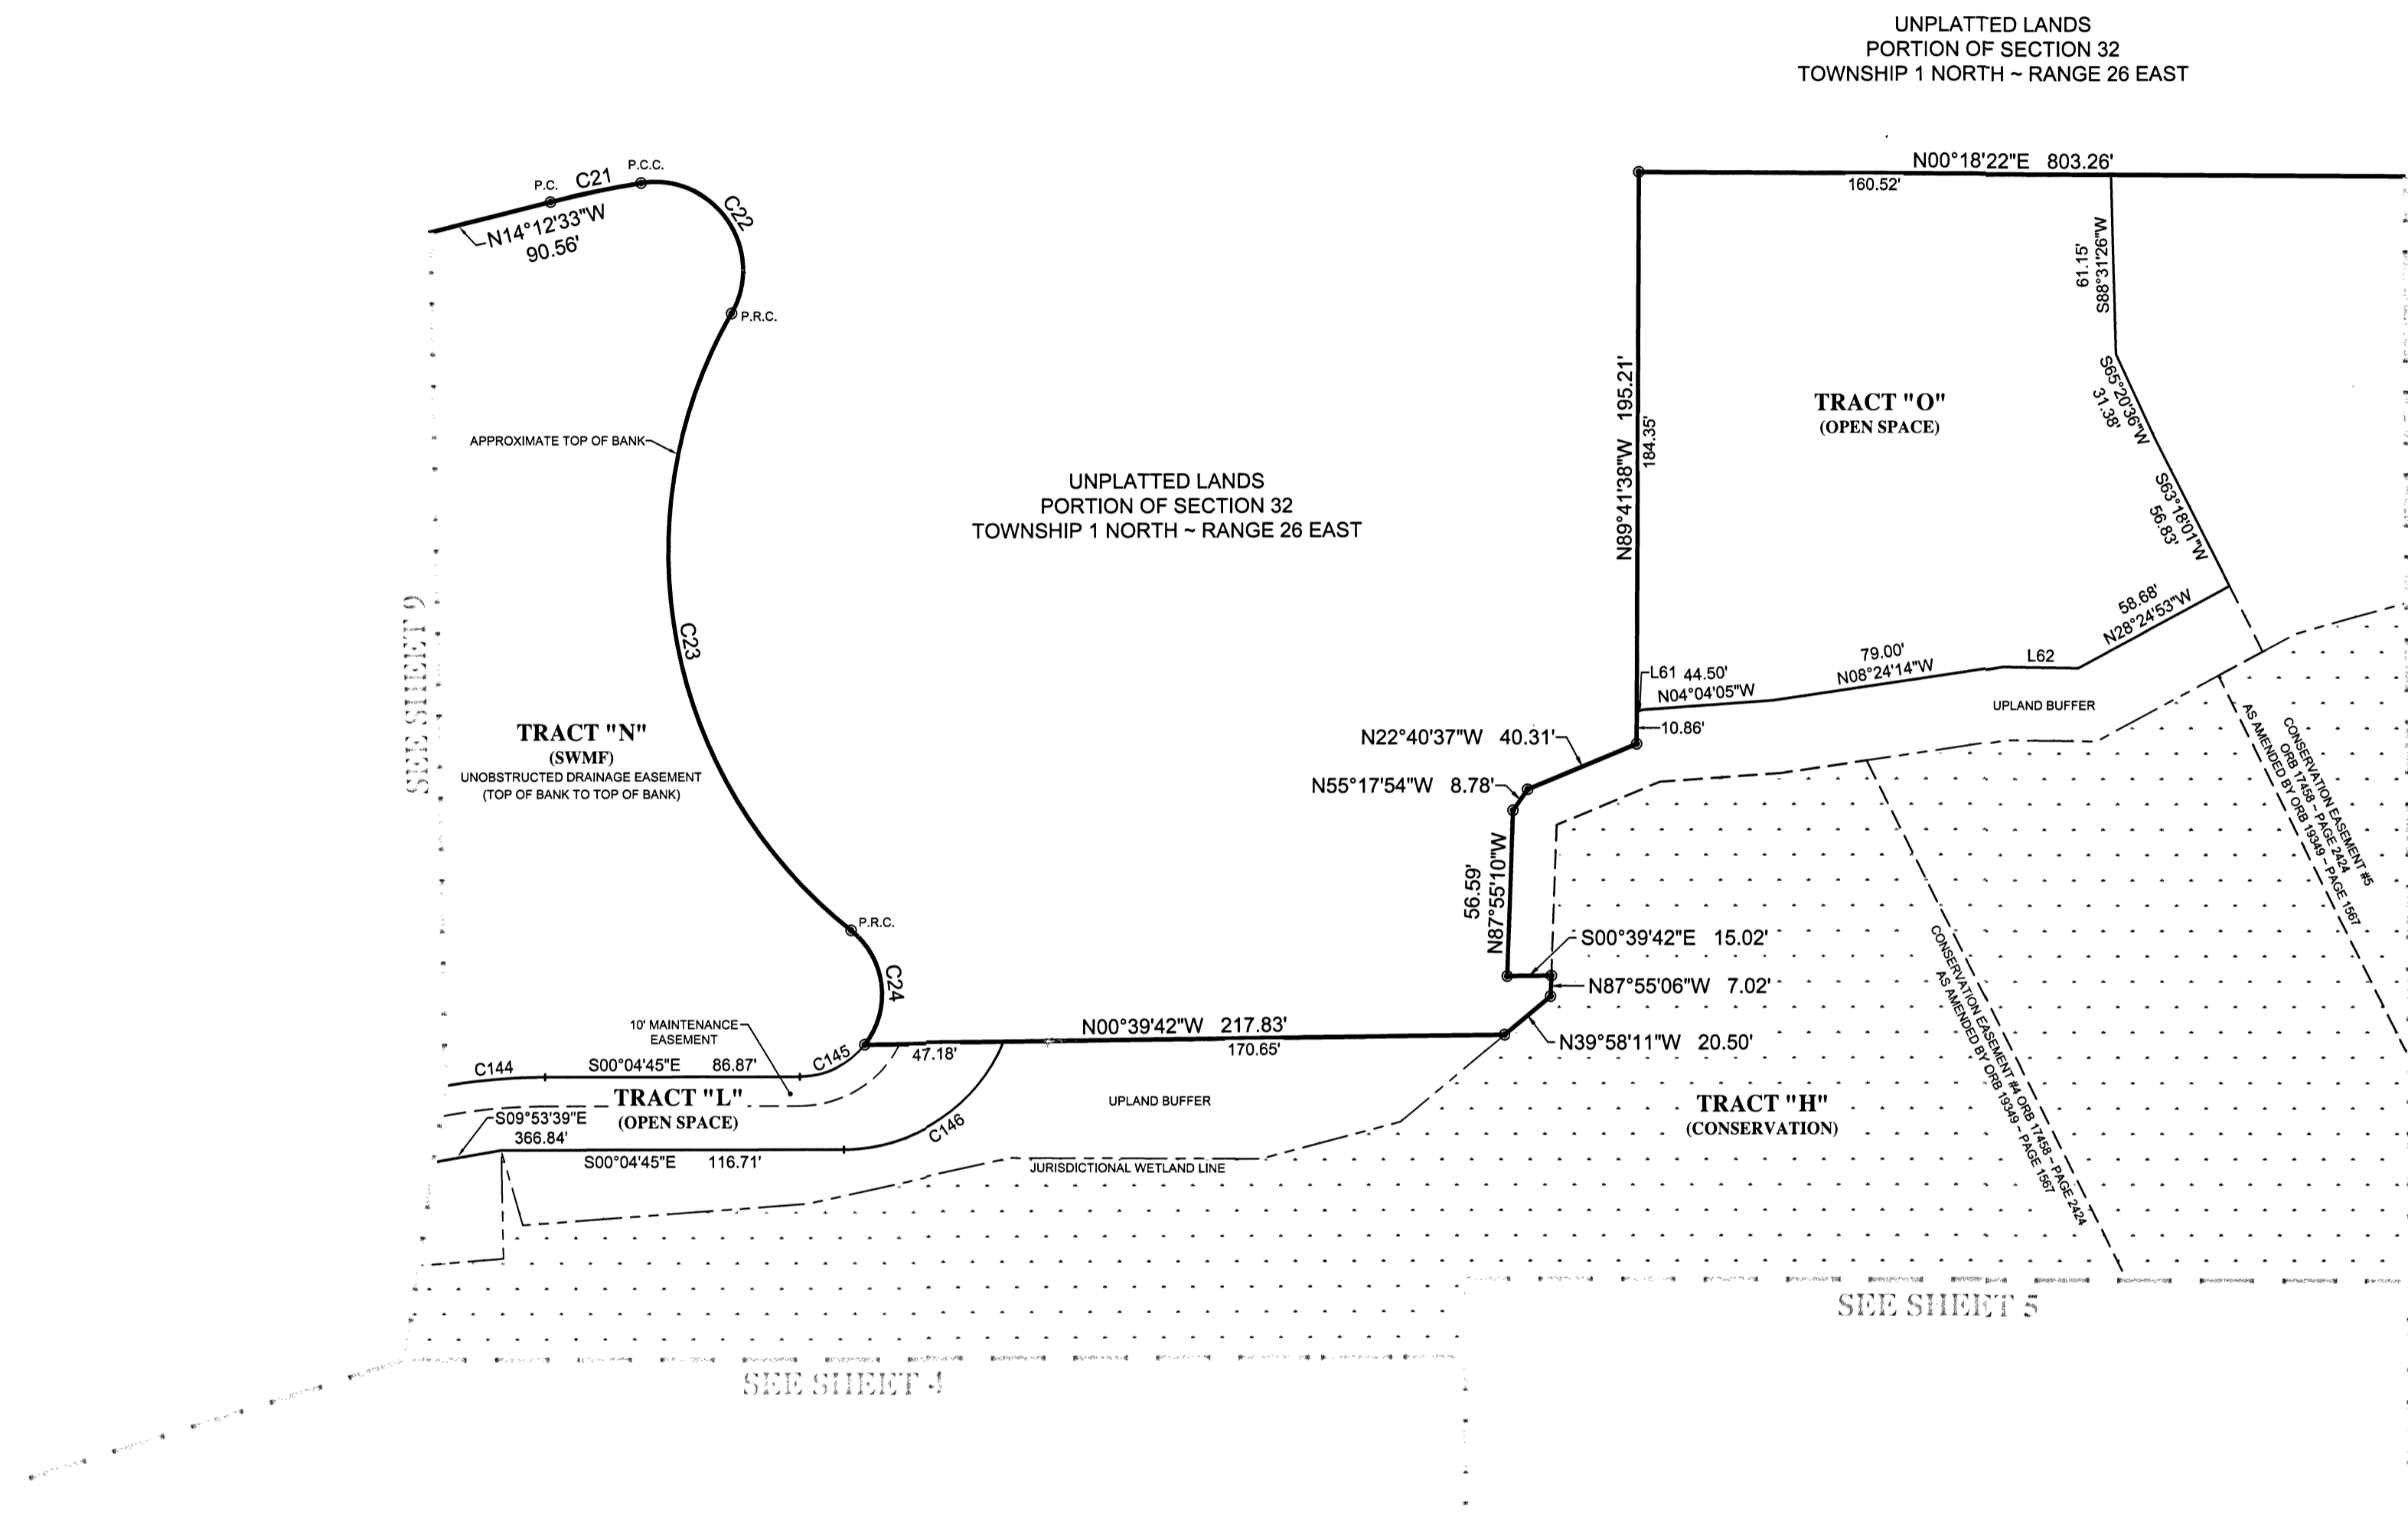 UNPLATTED LANDS
PORTION OF SECTION 32
TOWNSHIP 1 NORTH ~ RANGE 26 EAST
N00°18'22"E 803.26'
160.52'
P.C.
C21
P.C.C.
C22
N14°12'33"W
90.56'
P.R.C.
61.15'
S88°31'26"W
S65°20'36"W
31.38'
S63°18'01"W
56.83'
TRACT "O"
(OPEN SPACE)
N89°41'38"W 195.21'
184.35'
APPROXIMATE TOP OF BANK
UNPLATTED LANDS
PORTION OF SECTION 32
TOWNSHIP 1 NORTH ~ RANGE 26 EAST
SEE SHEET 9
C23
58.68'
N28°24'53"W
L62
79.00'
N08°24'14"W
L61 44.50'
N04°04'05"W
UPLAND BUFFER
10.86'
TRACT "N"
(SWMF)
UNOBSTRUCTED DRAINAGE EASEMENT
(TOP OF BANK TO TOP OF BANK)
N22°40'37"W 40.31'
N55°17'54"W 8.78'
CONSERVATION EASEMENT #5
ORB 17458 ~ PAGE 2424
AS AMENDED BY ORB 19349 ~ PAGE 1567
56.59'
N87°55'10"W
P.R.C.
C24
S00°39'42"E 15.02'
N87°55'06"W 7.02'
N39°58'11"W 20.50'
CONSERVATION EASEMENT #4 ORB 17458 ~ PAGE 2424
AS AMENDED BY ORB 19349 ~ PAGE 1567
10' MAINTENANCE
EASEMENT
N00°39'42"W 217.83'
47.18'
170.65'
C144
S00°04'45"E 86.87'
C145
TRACT "L"
(OPEN SPACE)
S09°53'39"E
366.84'
S00°04'45"E 116.71'
C146
UPLAND BUFFER
JURISDICTIONAL WETLAND LINE
TRACT "H"
(CONSERVATION)
SEE SHEET 5
SEE SHEET 4